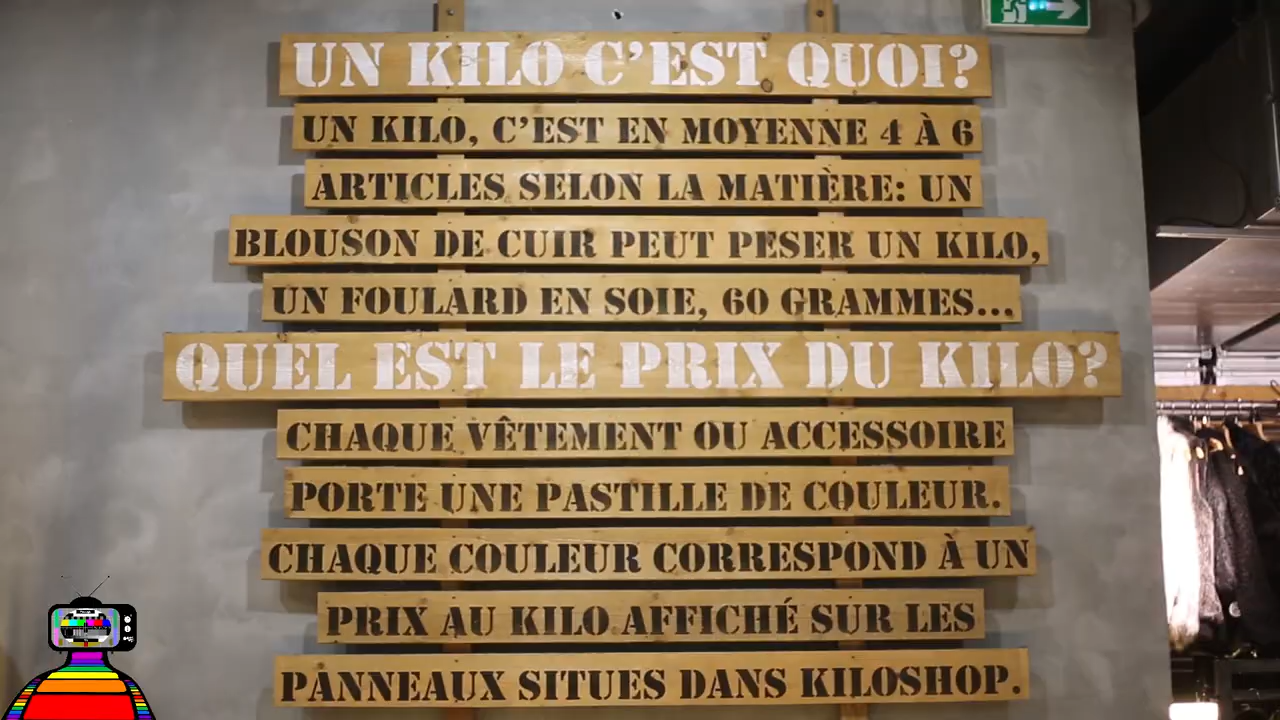 UN KILO C'EST QUOI?
UN KILO, C'EST EN MOYENNE 4 À 6
ARTICLES SELON LA MATIÈRE: UN
BLOUSON DE CUIR PEUT PESER UN KILO,
UN FOULARD EN SOIE, 60 GRAMMES...
QUEL EST LE PRIX DU KILO?
CHAQUE VÊTEMENT OU ACCESSOIRE
PORTE UNE PASTILLE DE COULEUR.
CHAQUE COULEUR CORRESPOND À UN
PRIX AU KILO AFFICHÉ SUR LES
PANNEAUX SITUES DANS KILOSHOP.